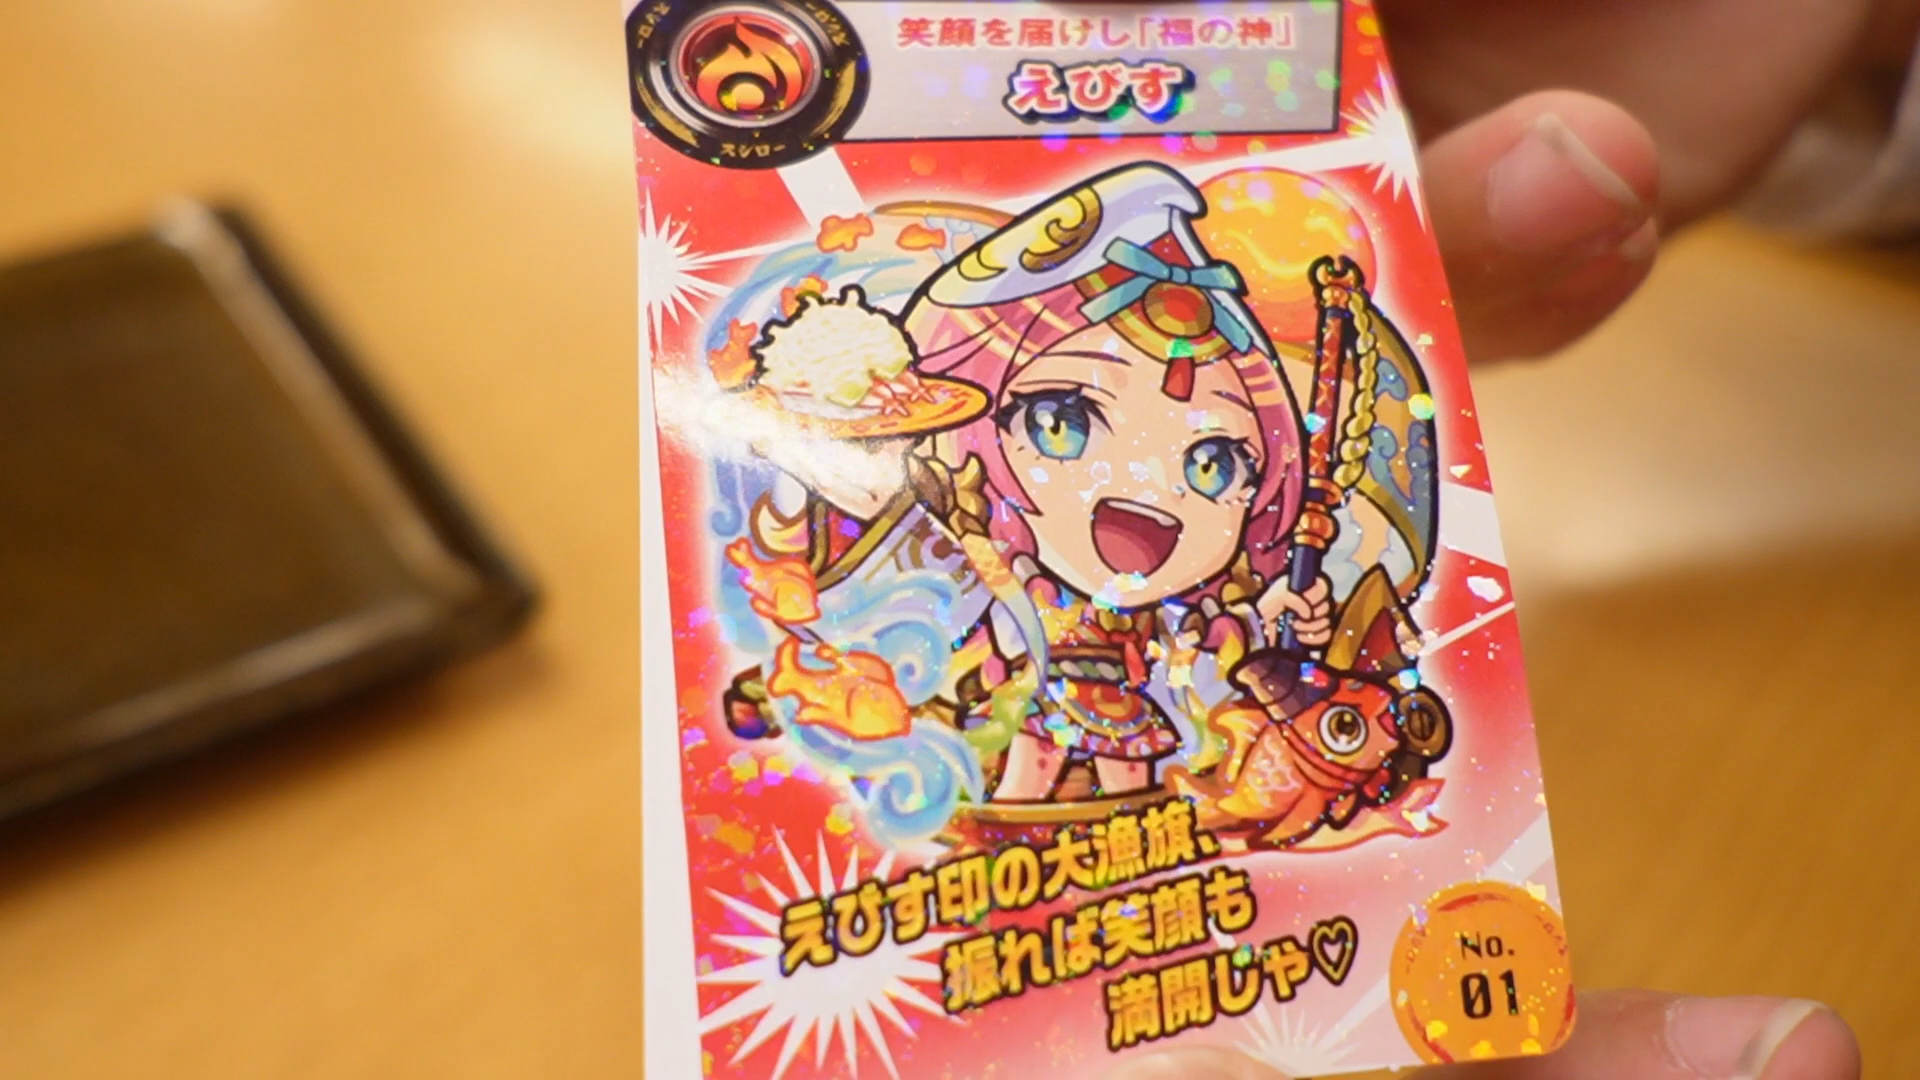 笑顔を届けし「福の神」
えびす
スシロー
えびす印の大漁旗、
振れば笑顔も
満開じゃ♡
No.
01